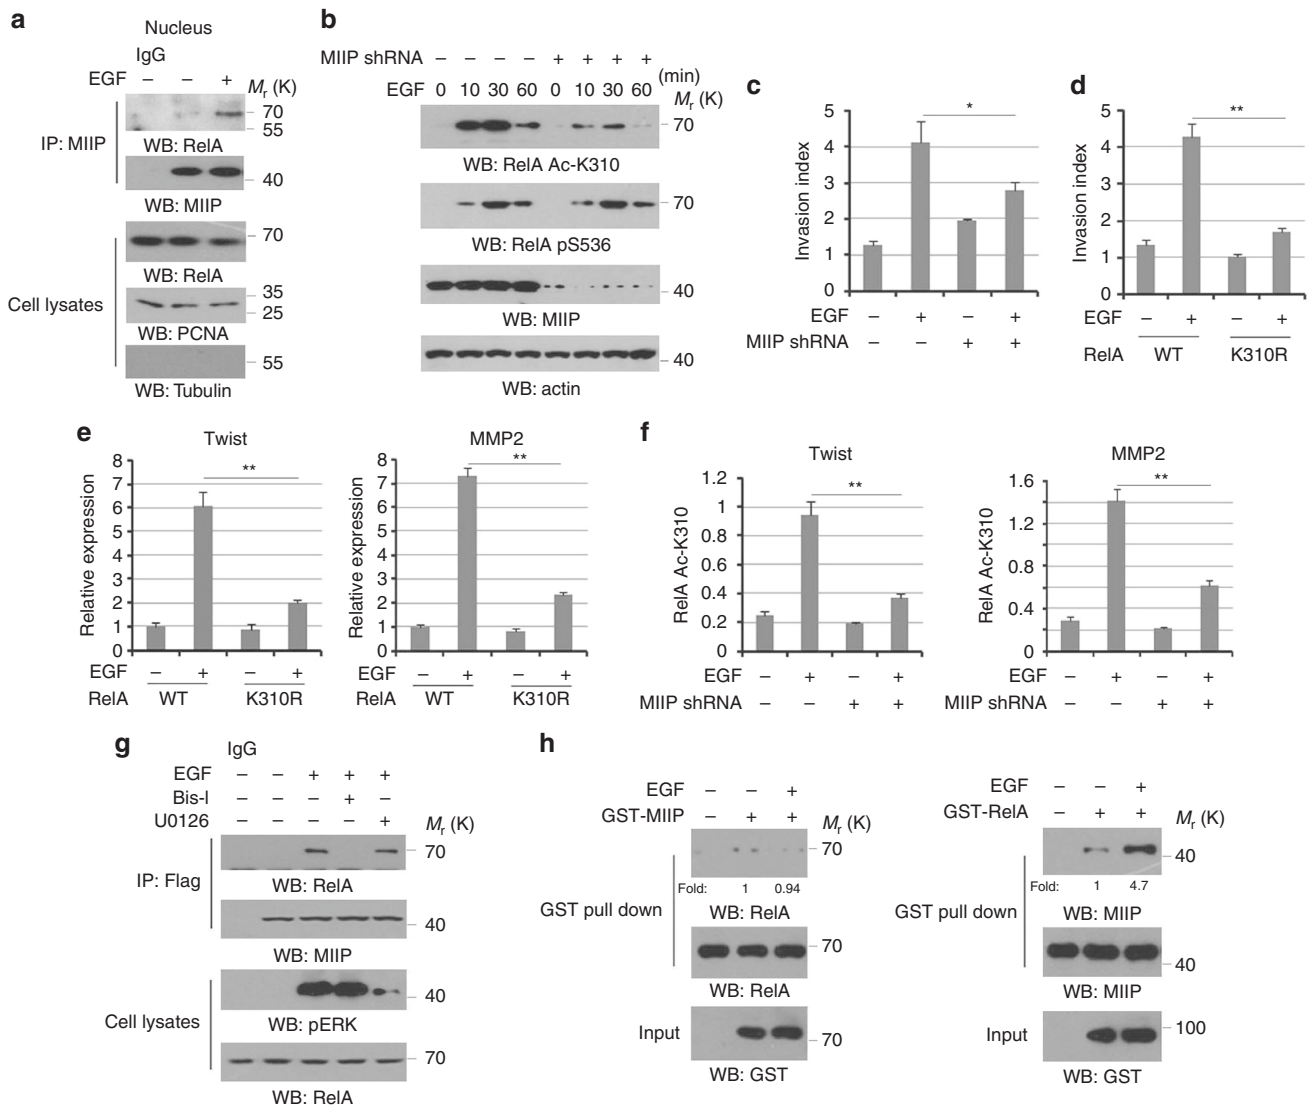 a
Nucleus
IgG
EGF – – +
Mr (K)
IP: MIIP
70
55
WB: RelA
40
WB: MIIP
Cell lysates
70
WB: RelA
35
25
WB: PCNA
55
WB: Tubulin
b
MIIP shRNA – – – – + + + +
(min)
EGF 0 10 30 60 0 10 30 60
Mr (K)
70
WB: RelA Ac-K310
70
WB: RelA pS536
40
WB: MIIP
40
WB: actin
c
Invasion index
5
4
3
2
1
0
*
EGF – + – +
MIIP shRNA – – + +
d
Invasion index
5
4
3
2
1
0
**
EGF – + – +
RelA WT K310R
e
Twist
Relative expression
8
7
6
5
4
3
2
1
0
**
EGF – + – +
RelA WT K310R
MMP2
Relative expression
8
7
6
5
4
3
2
1
0
**
EGF – + – +
RelA WT K310R
f
Twist
RelA Ac-K310
1.2
1
0.8
0.6
0.4
0.2
0
**
EGF – + – +
MIIP shRNA – – + +
MMP2
RelA Ac-K310
1.6
1.2
0.8
0.4
0
**
EGF – + – +
MIIP shRNA – – + +
g
IgG
EGF – – + + +
Bis-I – – – + –
U0126 – – – – +
Mr (K)
IP: Flag
70
WB: RelA
40
WB: MIIP
Cell lysates
40
WB: pERK
70
WB: RelA
h
EGF – – +
GST-MIIP – + +
Mr (K)
GST pull down
70
Fold: 1 0.94
WB: RelA
70
WB: RelA
Input
70
WB: GST
EGF – – +
GST-RelA – + +
Mr (K)
GST pull down
40
Fold: 1 4.7
WB: MIIP
40
WB: MIIP
Input
100
WB: GST